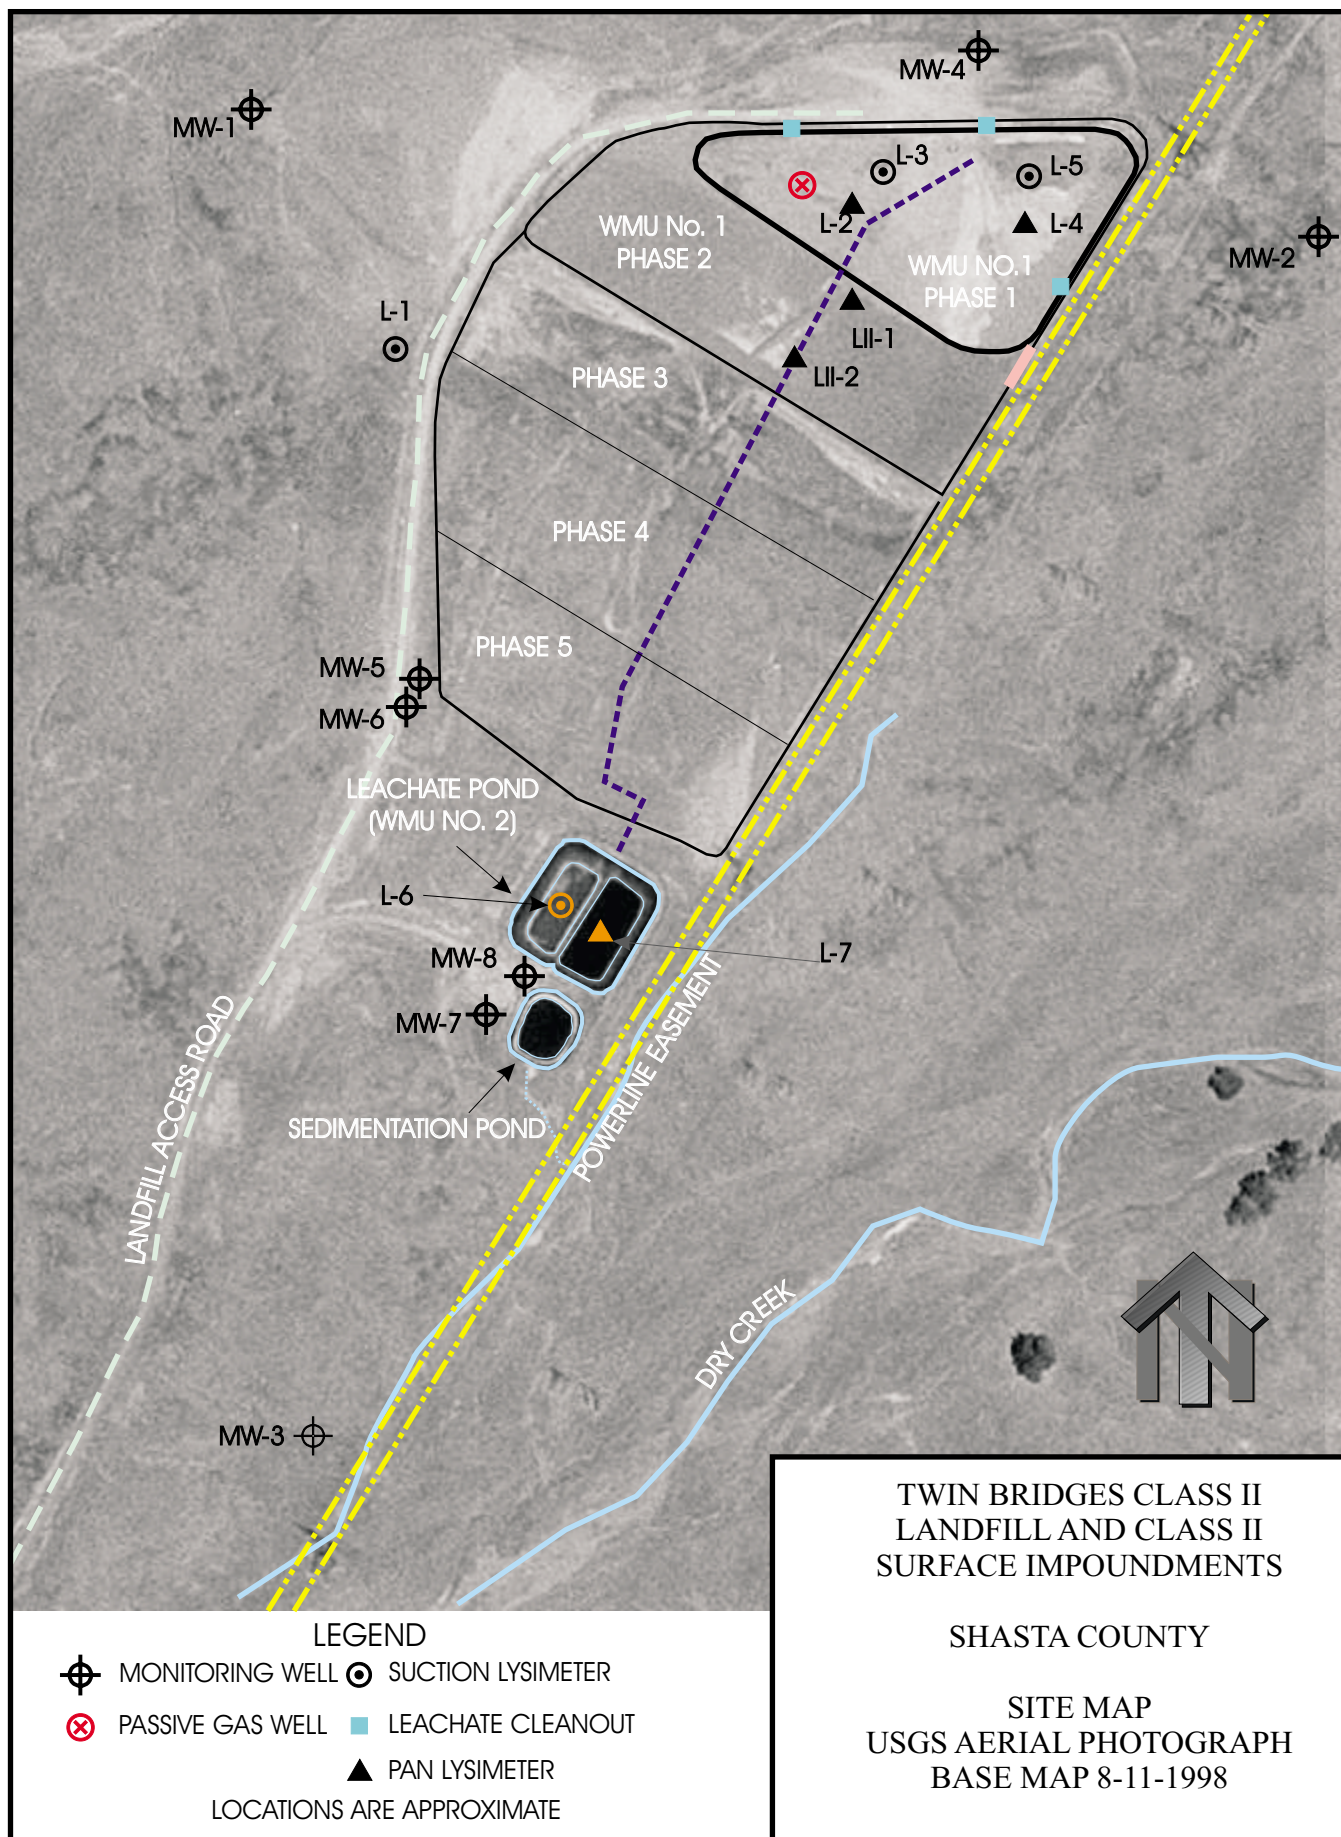 MW-4
MW-1
L-3
L-5
L-2
L-4
WMU No. 1
PHASE 2
MW-2
WMU NO.1
PHASE 1
L-1
LII-1
LII-2
PHASE 3
PHASE 4
PHASE 5
MW-5
MW-6
LEACHATE POND
(WMU NO. 2)
L-6
L-7
MW-8
MW-7
POWERLINE EASEMENT
LANDFILL ACCESS ROAD
SEDIMENTATION POND
DRY CREEK
N
MW-3
LEGEND
MONITORING WELL
SUCTION LYSIMETER
PASSIVE GAS WELL
LEACHATE CLEANOUT
PAN LYSIMETER
LOCATIONS ARE APPROXIMATE
TWIN BRIDGES CLASS II
LANDFILL AND CLASS II
SURFACE IMPOUNDMENTS
SHASTA COUNTY
SITE MAP
USGS AERIAL PHOTOGRAPH
BASE MAP 8-11-1998